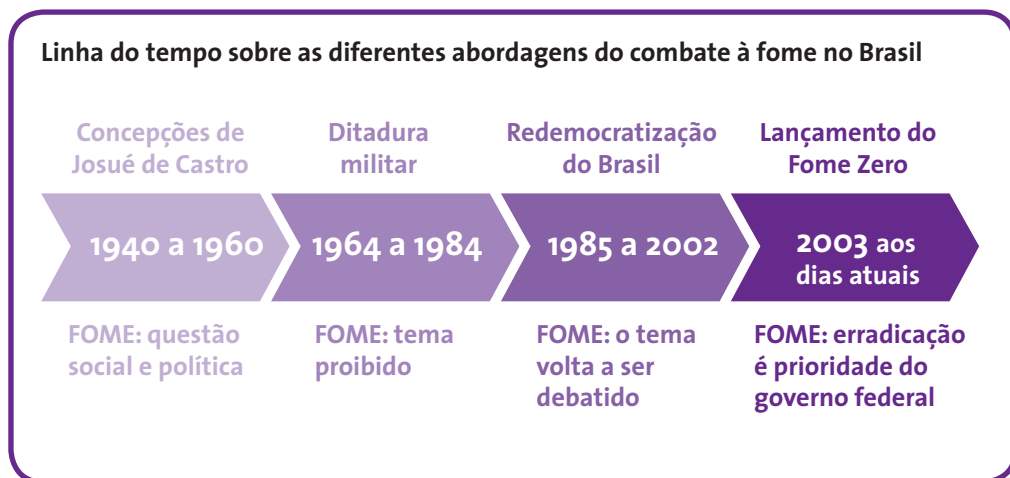 Linha do tempo sobre as diferentes abordagens do combate à fome no Brasil
Concepções de
Josué de Castro
1940 a 1960
FOME: questão
social e política
Ditadura
militar
1964 a 1984
FOME: tema
proibido
Redemocratização
do Brasil
1985 a 2002
FOME: o tema
volta a ser
debatido
Lançamento do
Fome Zero
2003 aos
dias atuais
FOME: erradicação
é prioridade do
governo federal